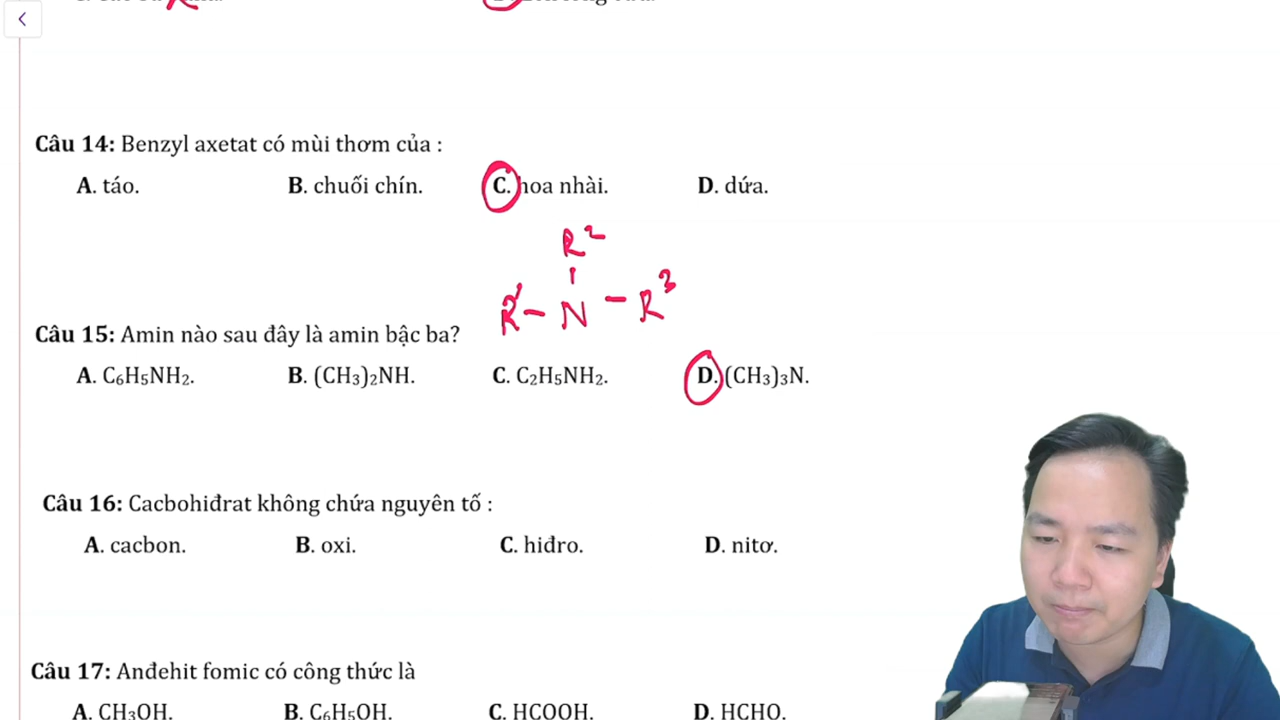 Câu 14: Benzyl axetat có mùi thơm của :
A. táo. B. chuối chín. C. hoa nhài. D. dứa.
R²
R¹ – N – R³
Câu 15: Amin nào sau đây là amin bậc ba?
A. C₆H₅NH₂. B. (CH₃)₂NH. C. C₂H₅NH₂. D. (CH₃)₃N.
Câu 16: Cacbohiđrat không chứa nguyên tố :
A. cacbon. B. oxi. C. hiđro. D. nitơ.
Câu 17: Anđehit fomic có công thức là
A. CH₃OH. B. C₆H₅OH. C. HCOOH. D. HCHO.